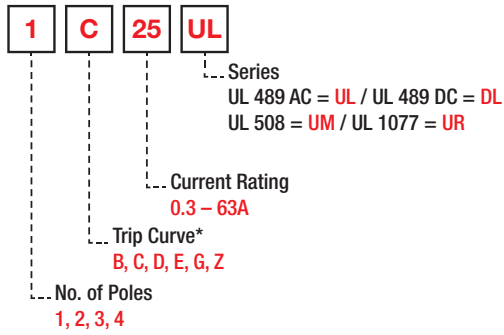 1 C 25 UL
Series
UL 489 AC = UL / UL 489 DC = DL
UL 508 = UM / UL 1077 = UR
Current Rating
0.3 – 63A
Trip Curve*
B, C, D, E, G, Z
No. of Poles
1, 2, 3, 4